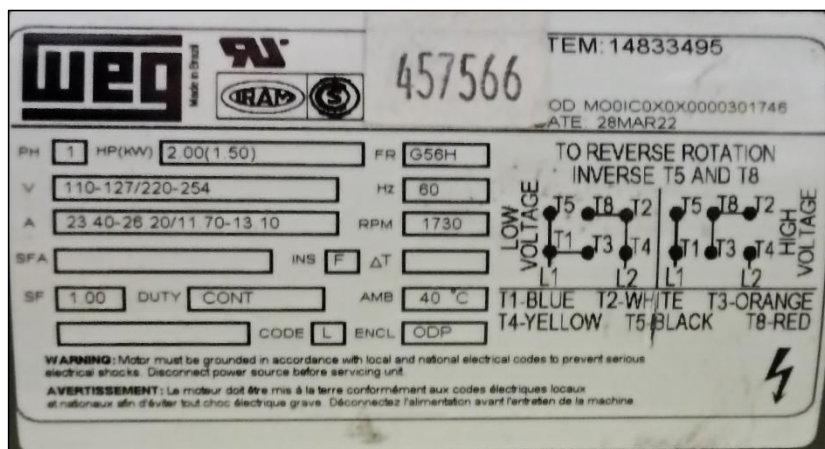 weg
Made in Brazil
RU
IRAM
S
457566
TEM: 14833495
OD MO0IC0X0X0000301746
ATE 28MAR22
PH 1 HP(KW) 2.00(1.50) FR G56H
V 110-127/220-254 Hz 60
A 23.40-26.20/11.70-13.10 RPM 1730
SFA INS F ΔT
SF 1.00 DUTY CONT AMB 40 °C
CODE L ENCL ODP
TO REVERSE ROTATION
INVERSE T5 AND T8
LOW VOLTAGE
T5 T8 T2
T1 T3 T4
L1 L2
T5 T8 T2
T1 T3 T4
L1 L2
HIGH VOLTAGE
T1-BLUE T2-WHITE T3-ORANGE
T4-YELLOW T5-BLACK T8-RED
WARNING: Motor must be grounded in accordance with local and national electrical codes to prevent serious
electrical shocks. Disconnect power source before servicing unit.
AVERTISSEMENT: Le moteur doit être mis à la terre conformément aux codes électriques locaux
et nationaux afin d'éviter tout choc électrique grave. Déconnectez l'alimentation avant l'entretien de la machine.